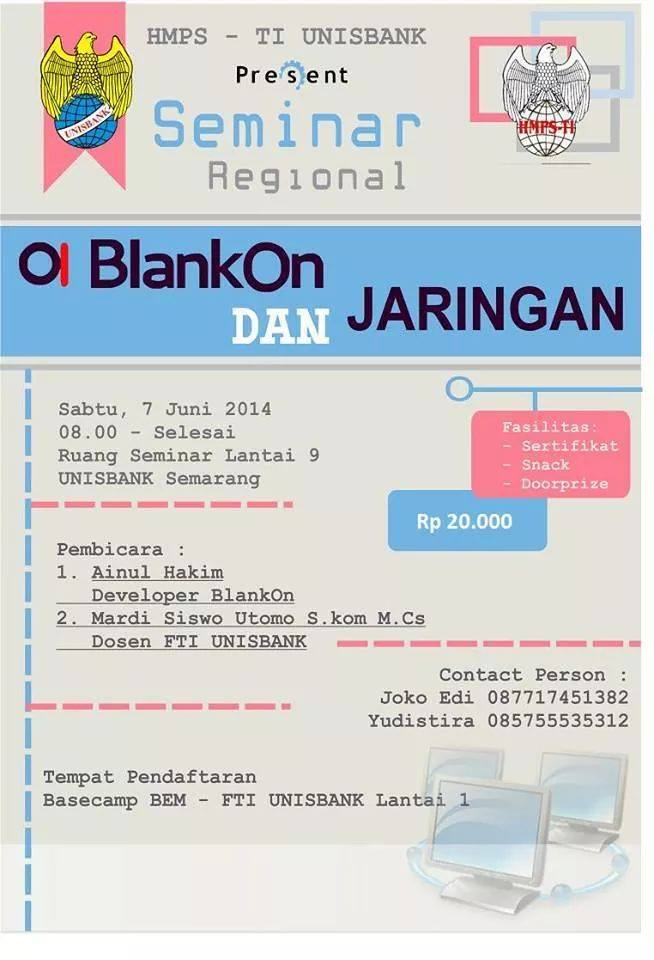 HMPS - TI UNISBANK
Present
Seminar
Regional
UNISBANK
HMPS-TI
BlankOn
DAN JARINGAN
Sabtu, 7 Juni 2014
08.00 - Selesai
Ruang Seminar Lantai 9
UNISBANK Semarang
Fasilitas:
- Sertifikat
- Snack
- Doorprize
Rp 20.000
Pembicara :
1. Ainul Hakim
Developer BlankOn
2. Mardi Siswo Utomo S.kom M.Cs
Dosen FTI UNISBANK
Contact Person :
Joko Edi 087717451382
Yudistira 085755535312
Tempat Pendaftaran
Basecamp BEM - FTI UNISBANK Lantai 1